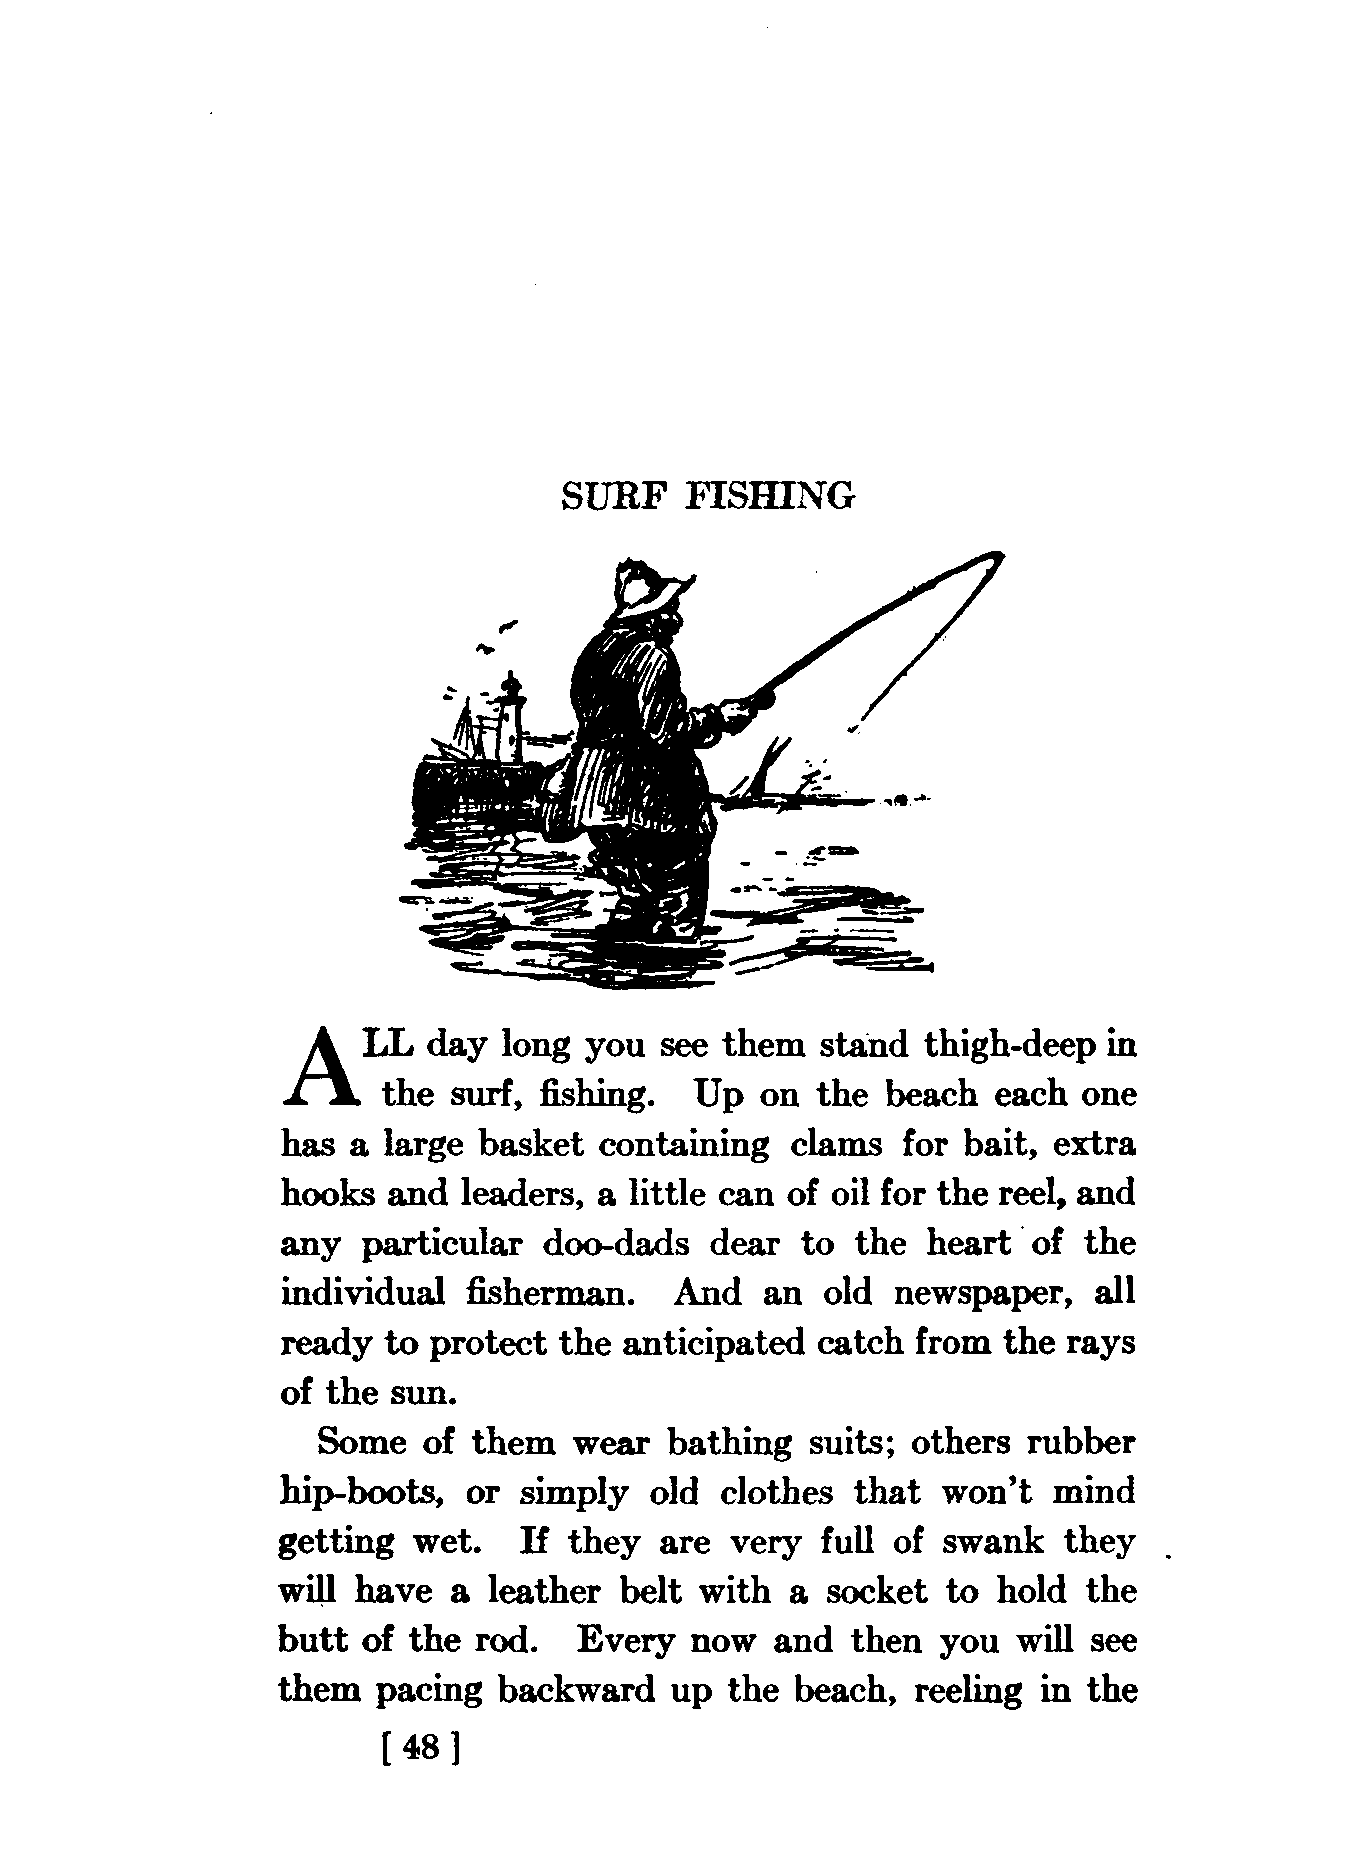 SURF FISHING
ALL day long you see them stand thigh-deep in
the surf, fishing. Up on the beach each one
has a large basket containing clams for bait, extra
hooks and leaders, a little can of oil for the reel, and
any particular doo-dads dear to the heart of the
individual fisherman. And an old newspaper, all
ready to protect the anticipated catch from the rays
of the sun.
Some of them wear bathing suits; others rubber
hip-boots, or simply old clothes that won't mind
getting wet. If they are very full of swank they
will have a leather belt with a socket to hold the
butt of the rod. Every now and then you will see
them pacing backward up the beach, reeling in the
[ 48 ]